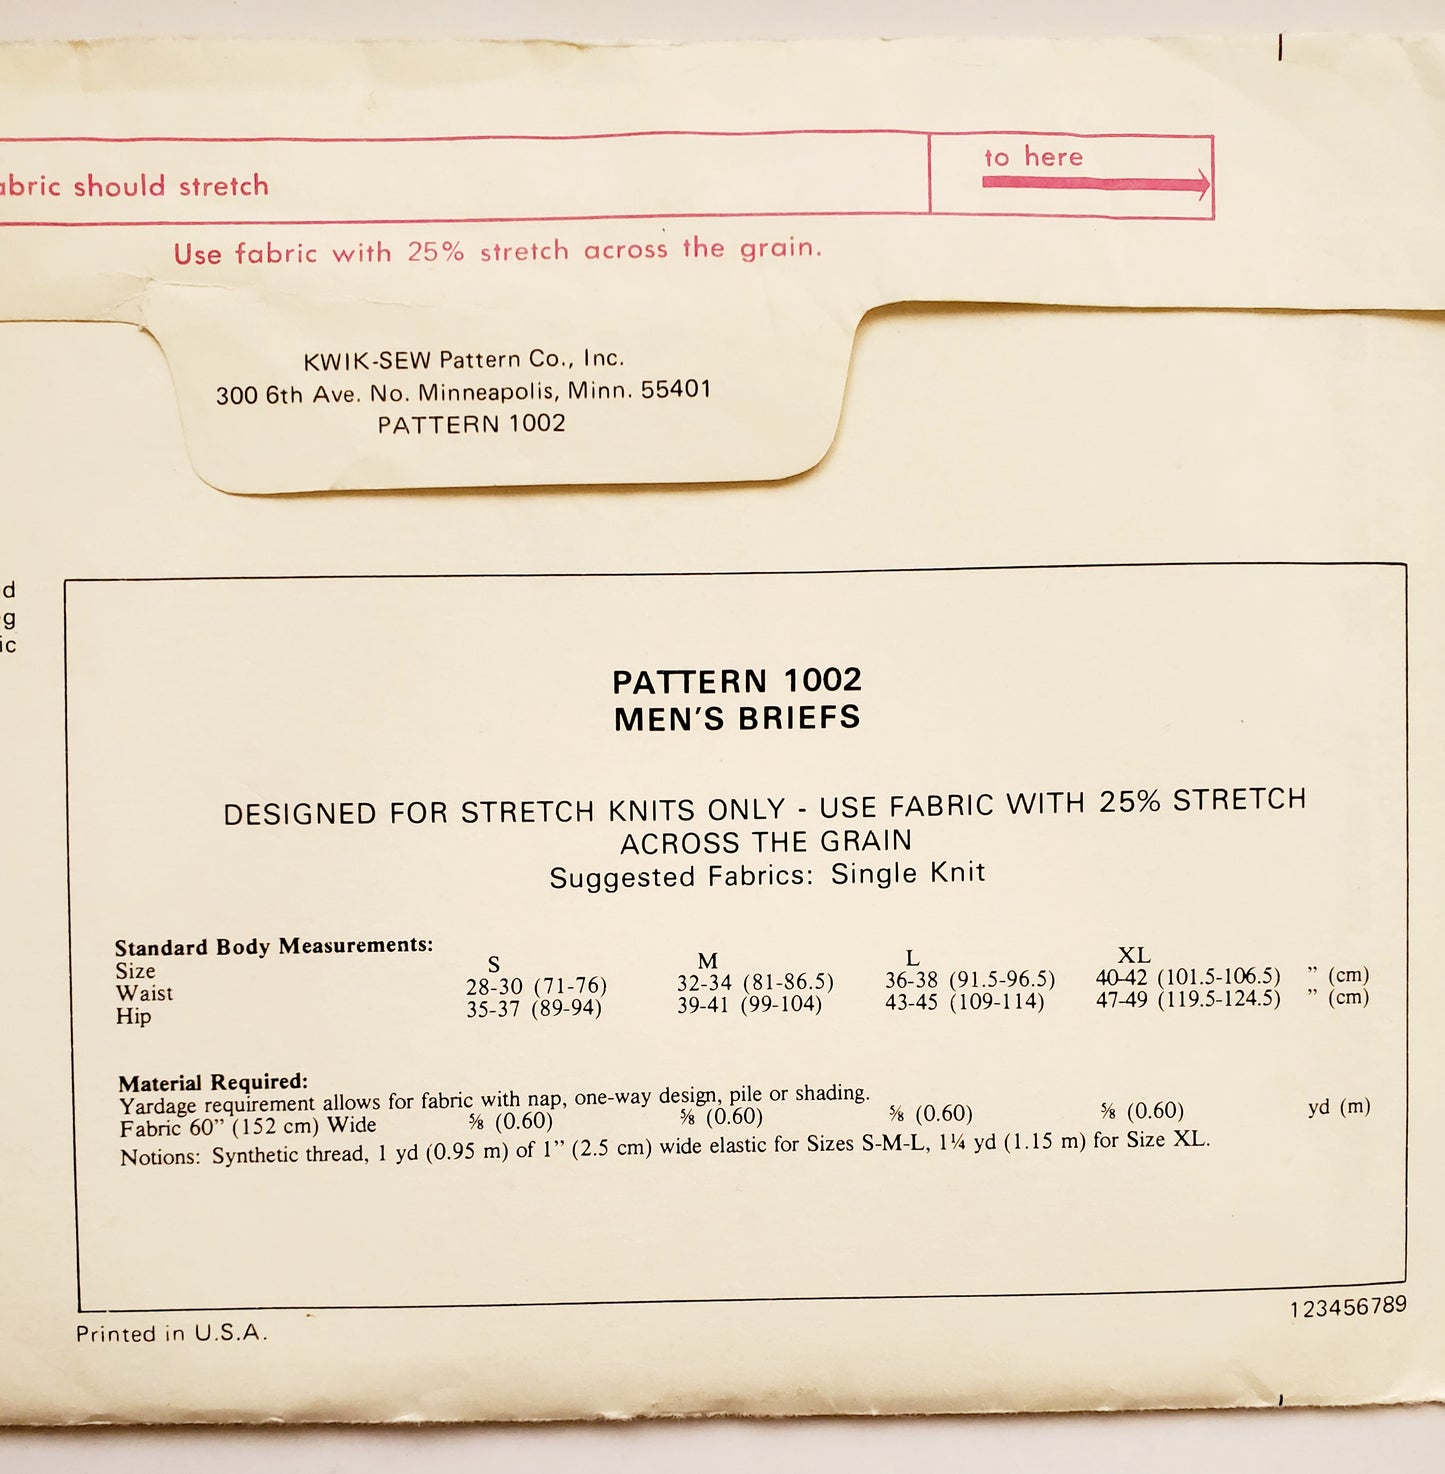 to here
abric should stretch
Use fabric with 25% stretch across the grain.
KWIK-SEW Pattern Co., Inc.
300 6th Ave. No. Minneapolis, Minn. 55401
PATTERN 1002
d
g
ic
PATTERN 1002
MEN'S BRIEFS
DESIGNED FOR STRETCH KNITS ONLY - USE FABRIC WITH 25% STRETCH
ACROSS THE GRAIN
Suggested Fabrics: Single Knit
Standard Body Measurements:
Size S M L XL
Waist 28-30 (71-76) 32-34 (81-86.5) 36-38 (91.5-96.5) 40-42 (101.5-106.5) ” (cm)
Hip 35-37 (89-94) 39-41 (99-104) 43-45 (109-114) 47-49 (119.5-124.5) ” (cm)
Material Required:
Yardage requirement allows for fabric with nap, one-way design, pile or shading.
Fabric 60” (152 cm) Wide ⅝ (0.60) ⅝ (0.60) ⅝ (0.60) ⅝ (0.60) yd (m)
Notions: Synthetic thread, 1 yd (0.95 m) of 1” (2.5 cm) wide elastic for Sizes S-M-L, 1¼ yd (1.15 m) for Size XL.
123456789
Printed in U.S.A.